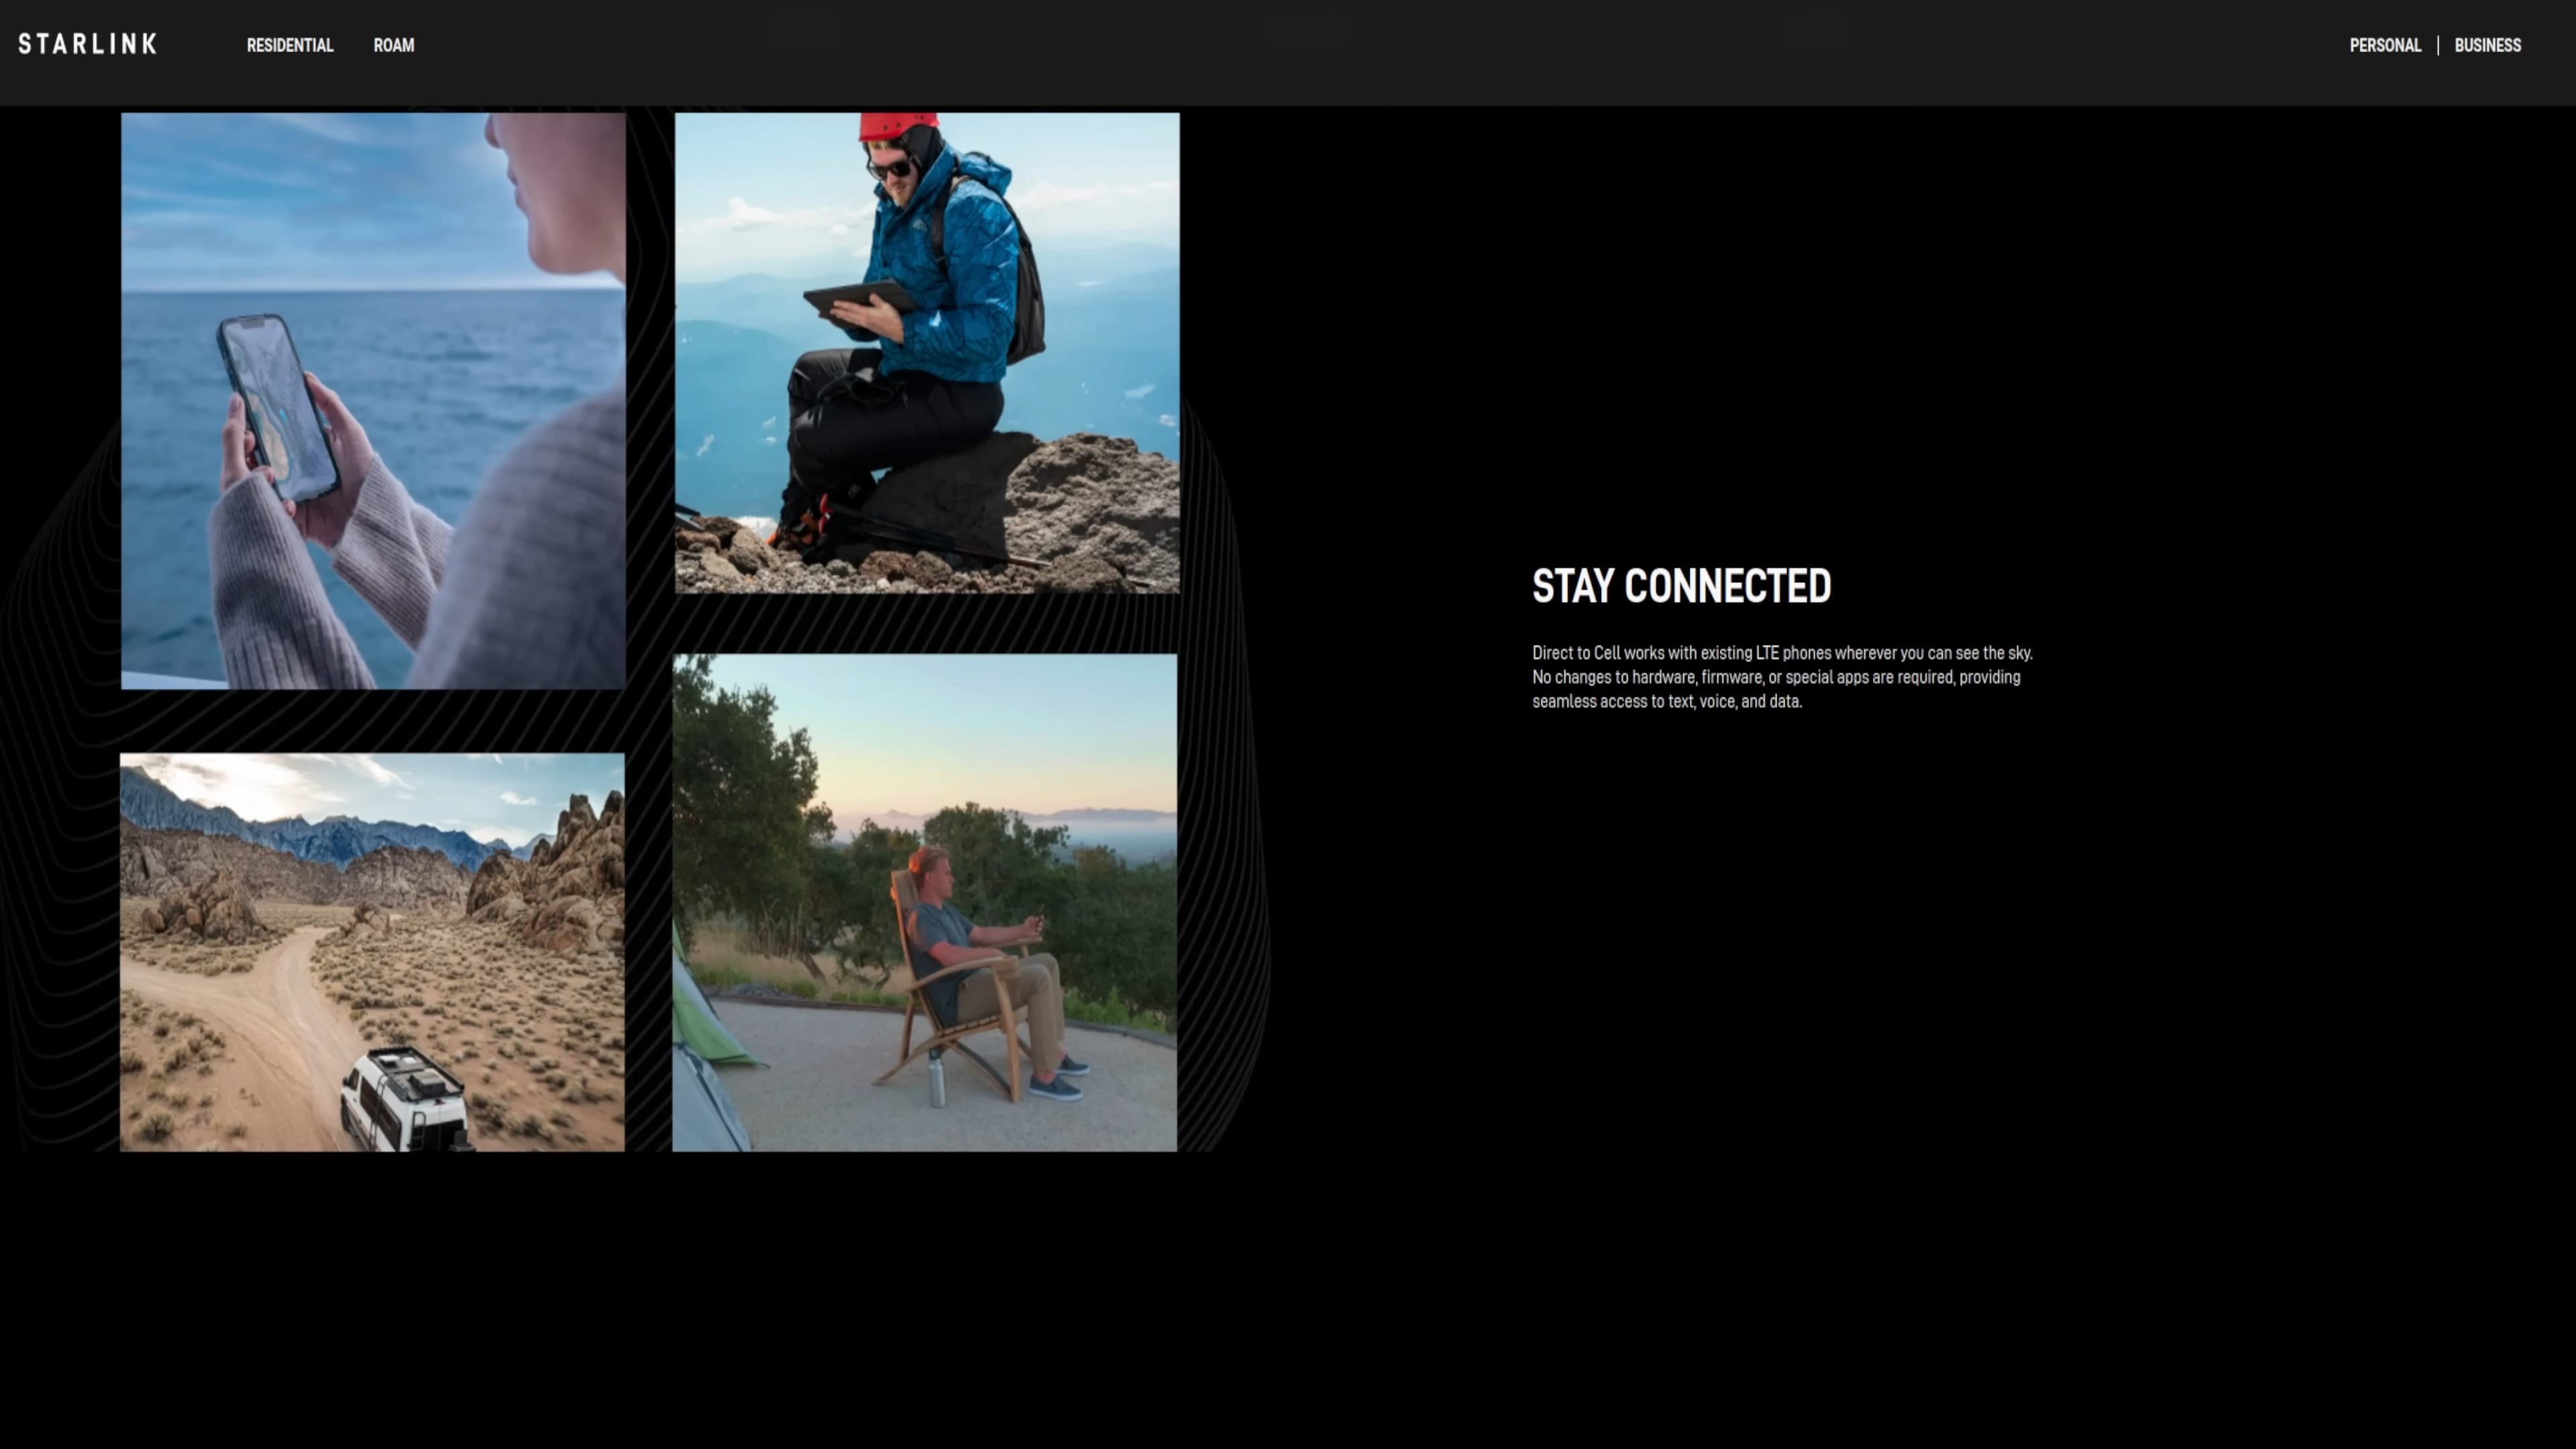 STARLINK
RESIDENTIAL
ROAM
PERSONAL | BUSINESS
STAY CONNECTED
Direct to Cell works with existing LTE phones wherever you can see the sky.
No changes to hardware, firmware, or special apps are required, providing
seamless access to text, voice, and data.